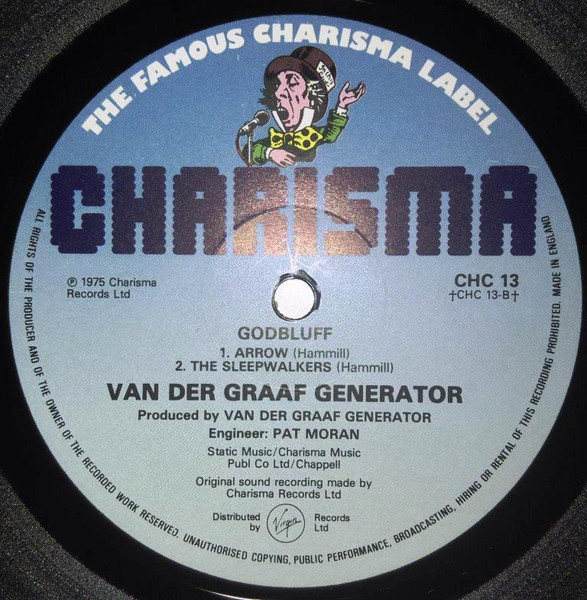 THE FAMOUS CHARISMA LABEL
CHARISMA
℗ 1975 Charisma
Records Ltd
CHC 13
†CHC 13-B†
GODBLUFF
1. ARROW (Hammill)
2. THE SLEEPWALKERS (Hammill)
VAN DER GRAAF GENERATOR
Produced by VAN DER GRAAF GENERATOR
Engineer: PAT MORAN
Static Music/Charisma Music
Publ Co Ltd/Chappell
Original sound recording made by
Charisma Records Ltd
Distributed by Virgin Records Ltd
ALL RIGHTS OF THE PRODUCER AND OF THE OWNER OF THE RECORDED WORK RESERVED. UNAUTHORISED COPYING, PUBLIC PERFORMANCE, BROADCASTING, HIRING OR RENTAL OF THIS RECORDING PROHIBITED. MADE IN ENGLAND